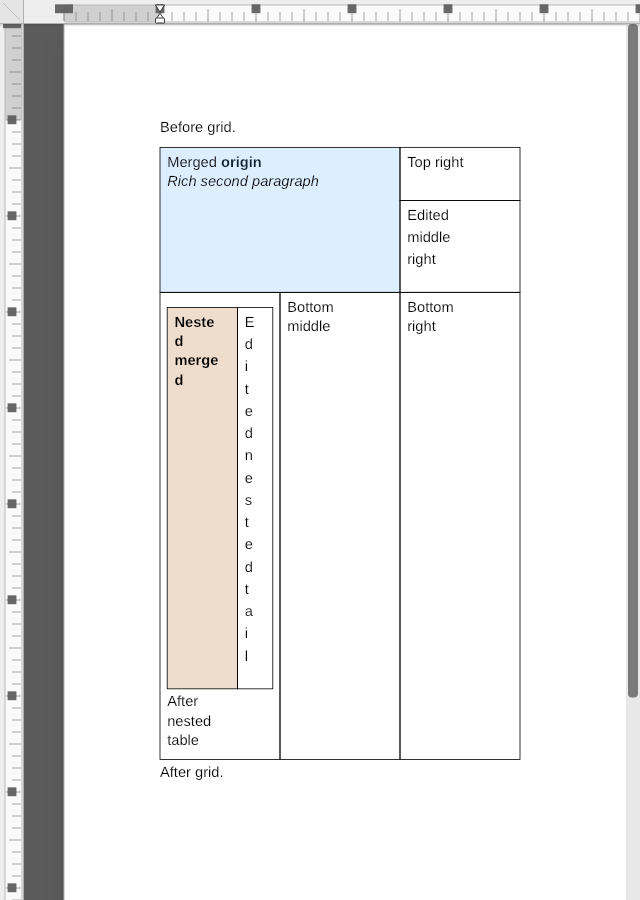 Before grid.
Merged origin
Rich second paragraph
Top right
Edited
middle
right
Neste
d
merge
d
E
d
i
t
e
d
n
e
s
t
e
d
t
a
i
l
After
nested
table
Bottom
middle
Bottom
right
After grid.